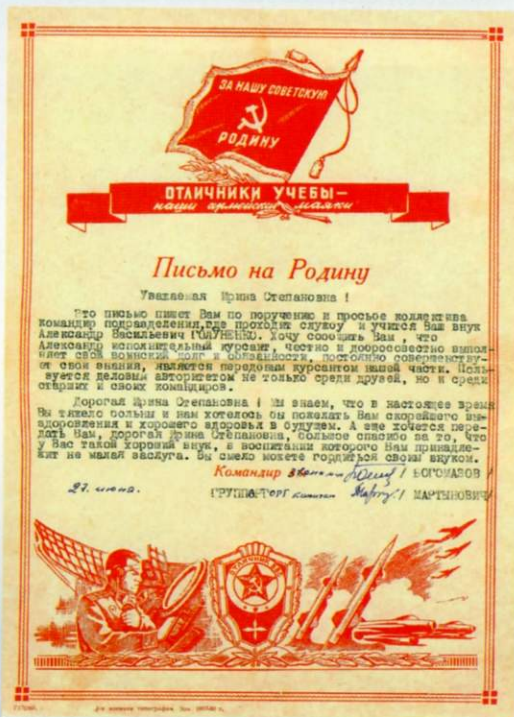 ЗА НАШУ СОВЕТСКУЮ
РОДИНУ
ОТЛИЧНИКИ УЧЕБЫ—
наши армейские маяки
Письмо на Родину
Уважаемая Ирина Степановна !
Это письмо пишет Вам по поручению и просьбе коллектива
командир подразделения, где проходит службу и учится Ваш внук
Александр Васильевич ГОЛУНЕНКО. Хочу сообщить Вам , что
Александр исполнительный курсант, честно и добросовестно выпол-
няет свой воинский долг и обязанности, постоянно совершенству-
ет свои знания, является передовым курсантом нашей части. Поль-
зуется деловым авторитетом не только среди друзей, но и среди
старших и своих командиров.
Дорогая Ирина Степановна ! Мы знаем, что в настоящее время
Вы тяжело больны и нам хотелось бы пожелать Вам скорейшего вы-
здоровления и хорошего здоровья в будущем. А еще хочется пере-
дать Вам, дорогая Ирина Степановна, большое спасибо за то, что
у Вас такой хороший внук, в воспитании которого Вам принадле-
жит не малая заслуга. Вы смело можете гордиться своим внуком.
Командир / БОГОМАЗОВ /
27. июня. ГРУППАРТОРГ капитан / МАРТЫНОВИЧ/
ОТЛИЧНИК